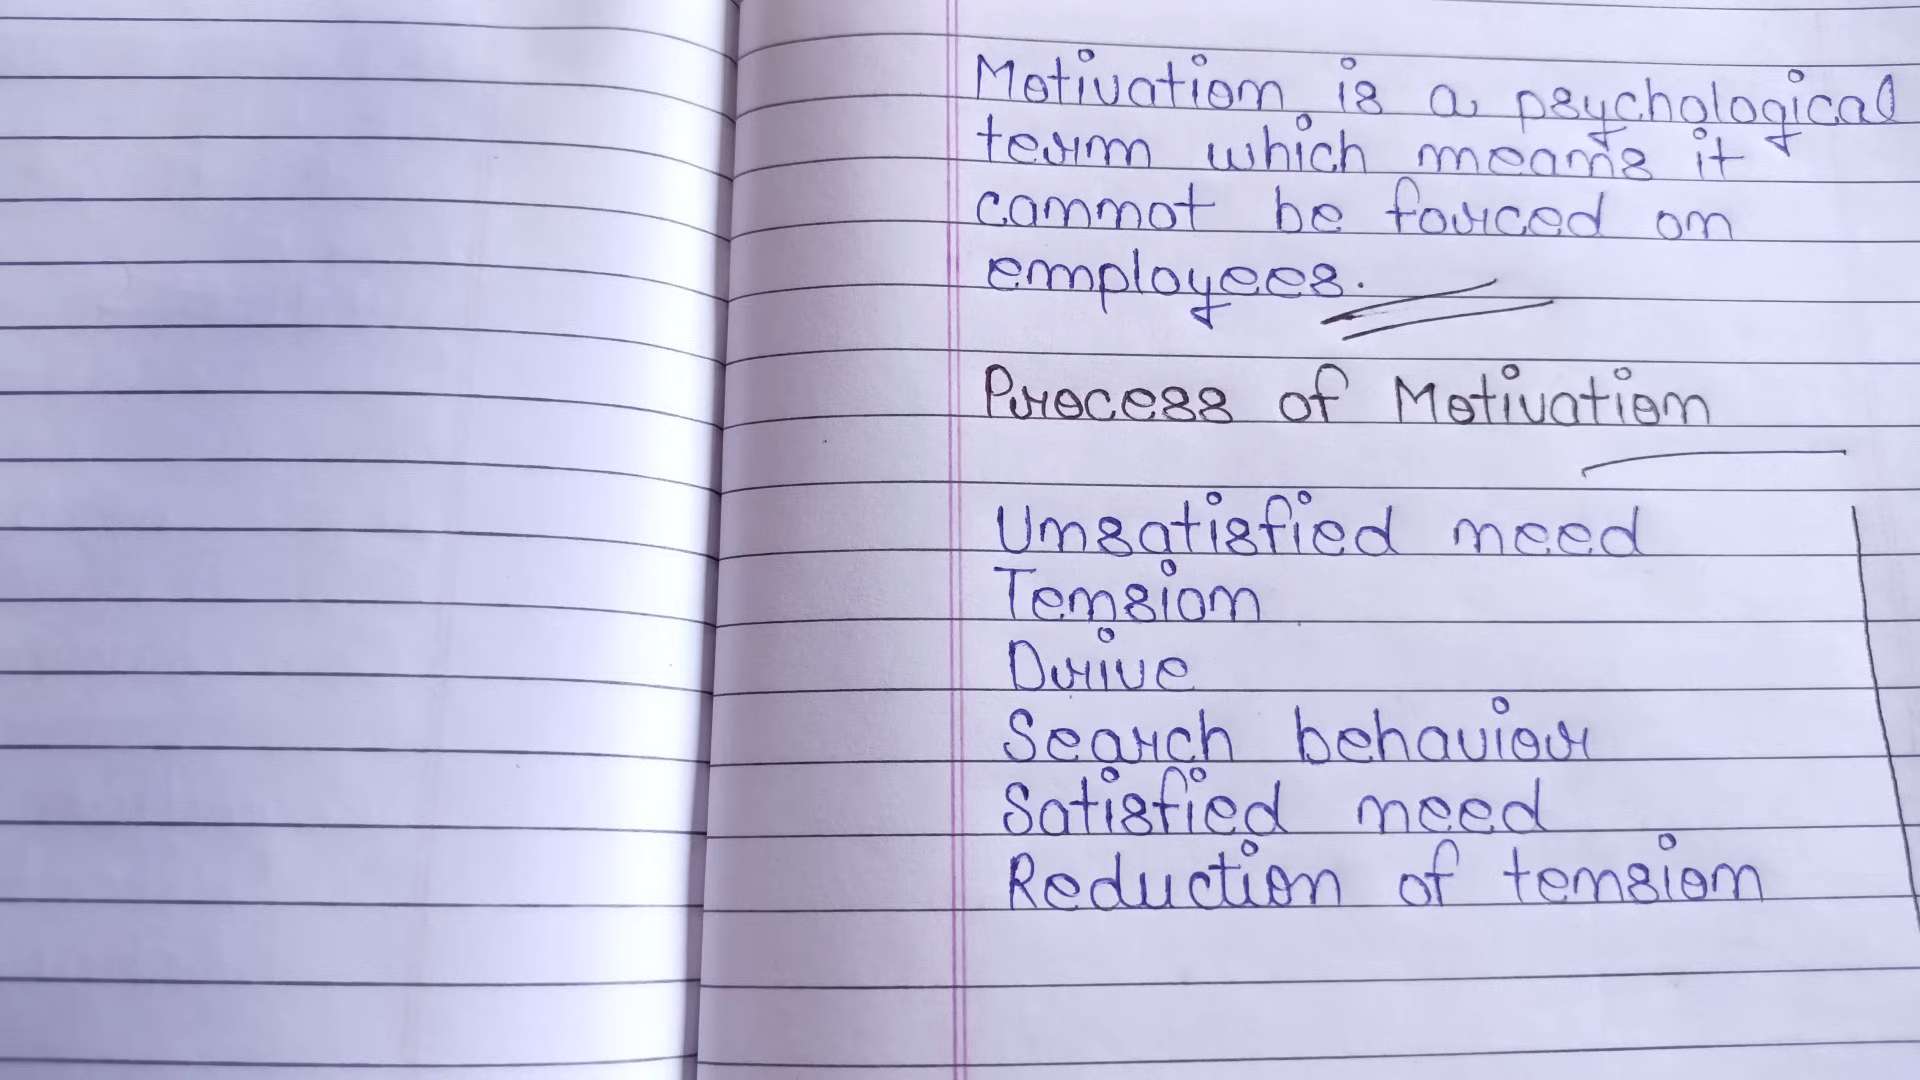 Motivation is a psychological
term which means it
cannot be forced on
employees.
Process of Motivation
Unsatisfied need
Tension
Drive
Search behaviour
Satisfied need
Reduction of tension